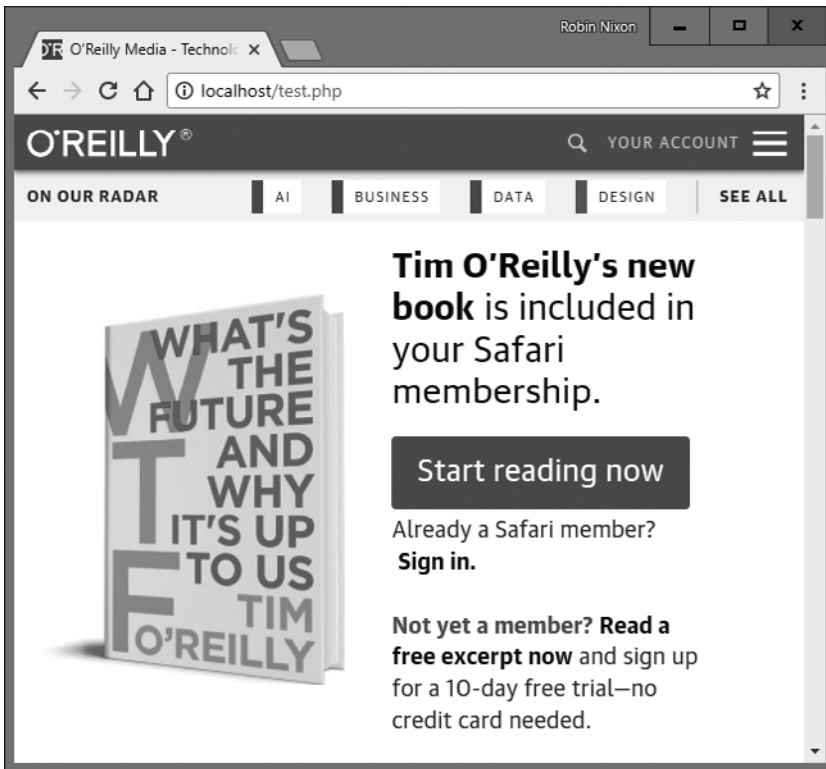 Robin Nixon
O'R O'Reilly Media - Technolo
localhost/test.php
O'REILLY®
YOUR ACCOUNT
ON OUR RADAR AI BUSINESS DATA DESIGN SEE ALL
WTF
WHAT'S
THE
FUTURE
AND
WHY
IT'S UP
TO US
TIM
O'REILLY
Tim O'Reilly's new
book is included in
your Safari
membership.
Start reading now
Already a Safari member?
Sign in.
Not yet a member? Read a
free excerpt now and sign up
for a 10-day free trial—no
credit card needed.